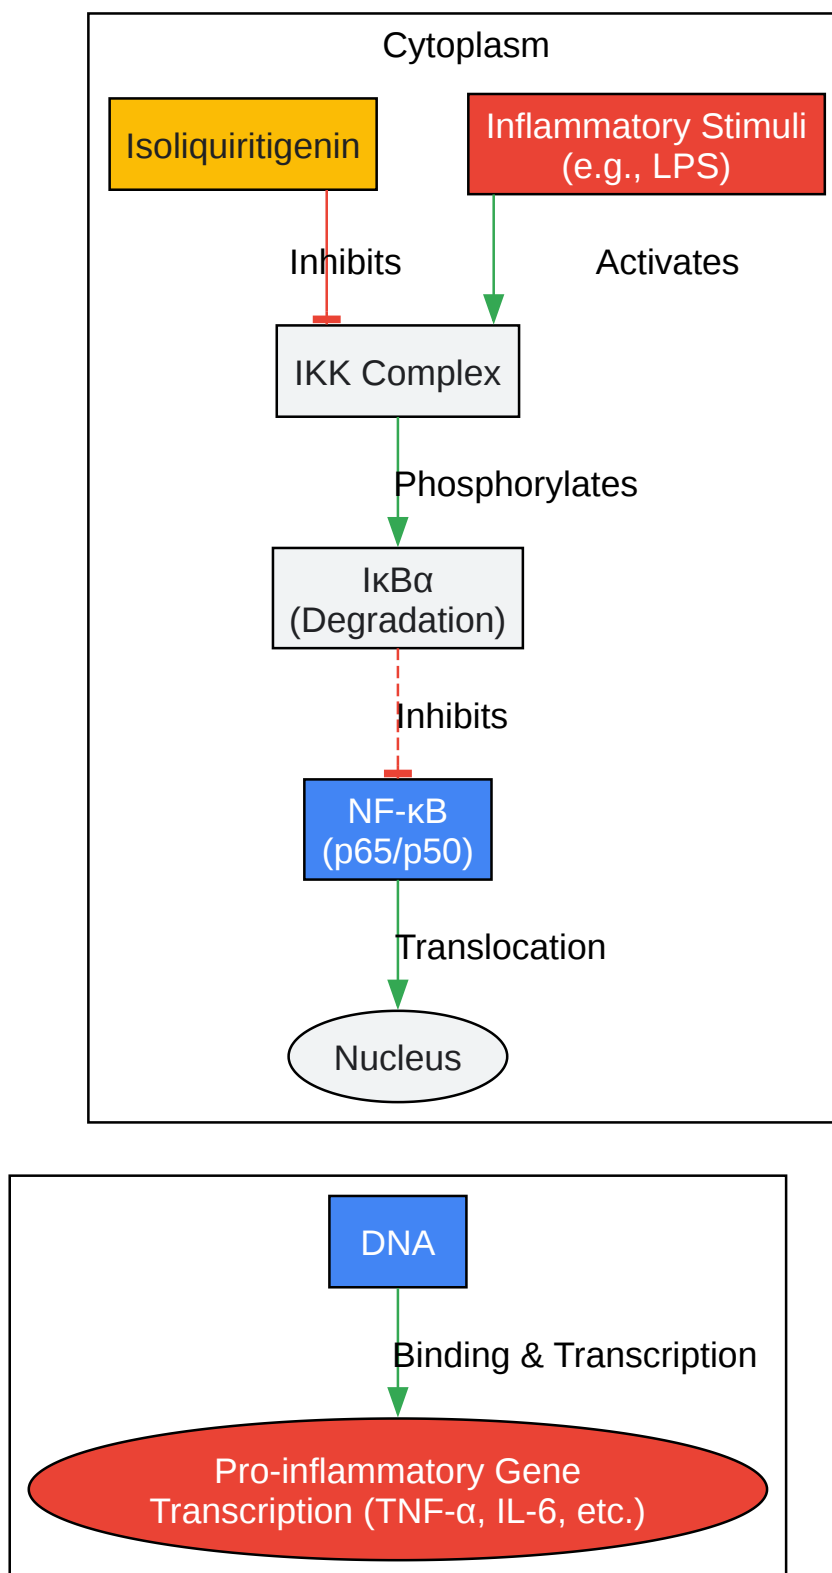 Cytoplasm
Isoliquiritigenin
Inflammatory Stimuli
(e.g., LPS)
Inhibits
Activates
IKK Complex
Phosphorylates
IκBα
(Degradation)
Inhibits
NF-κB
(p65/p50)
Translocation
Nucleus
DNA
Binding & Transcription
Pro-inflammatory Gene
Transcription (TNF-α, IL-6, etc.)